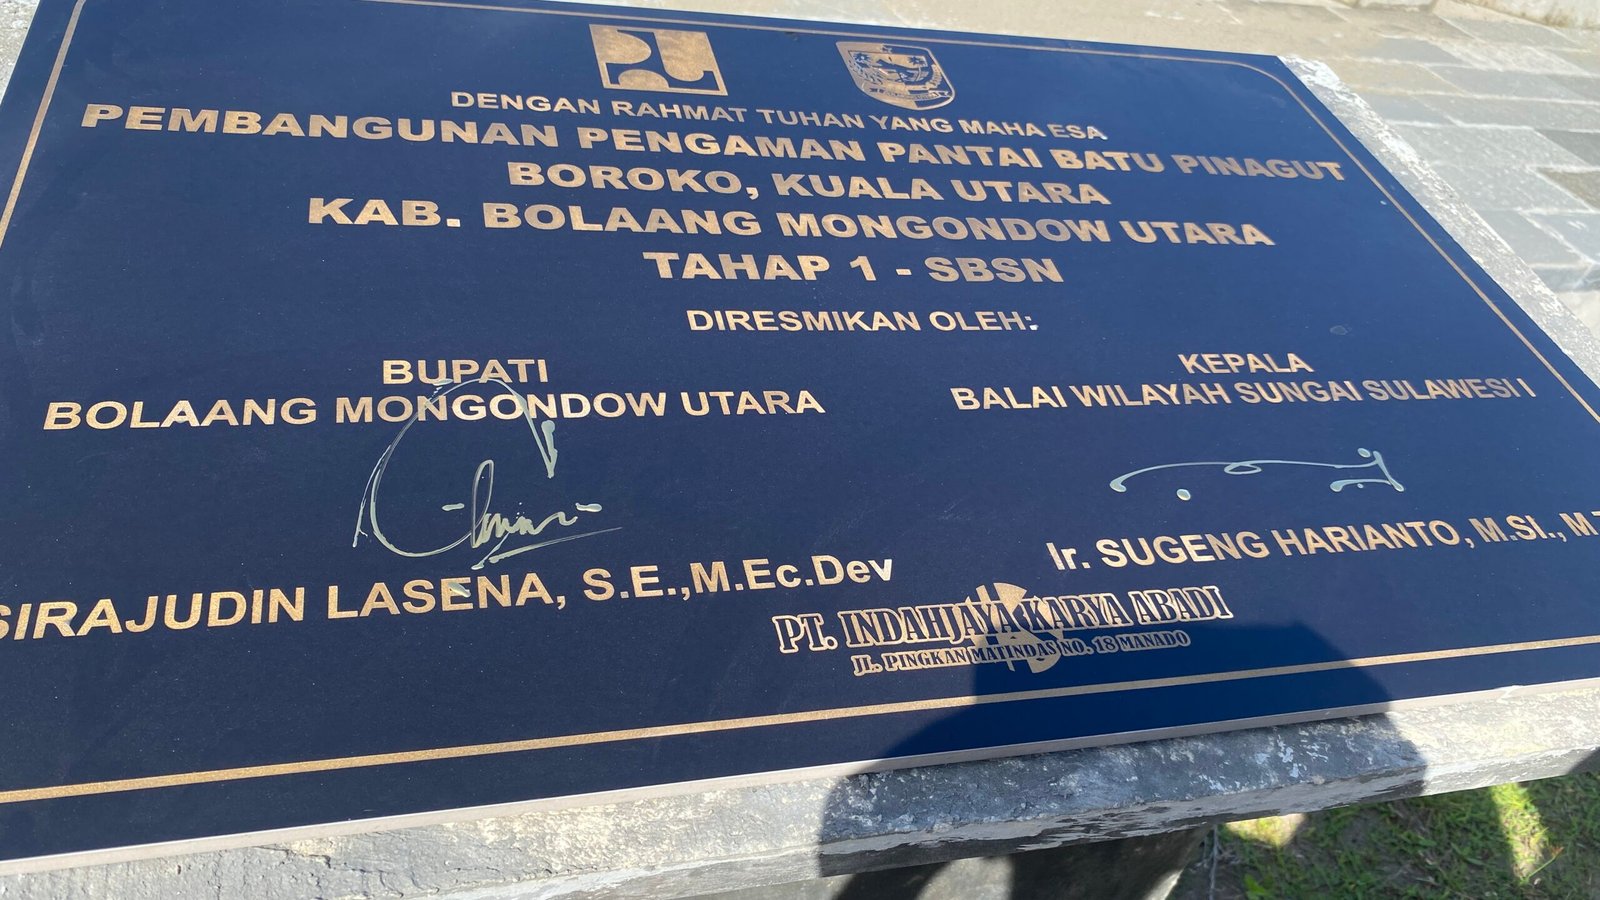 DENGAN RAHMAT TUHAN YANG MAHA ESA
PEMBANGUNAN PENGAMAN PANTAI BATU PINAGUT
BOROKO, KUALA UTARA
KAB. BOLAANG MONGONDOW UTARA
TAHAP 1 - SBSN
DIRESMIKAN OLEH:
BUPATI
BOLAANG MONGONDOW UTARA
SIRAJUDIN LASENA, S.E.,M.Ec.Dev
KEPALA
BALAI WILAYAH SUNGAI SULAWESI I
Ir. SUGENG HARIANTO, M.SI.,
PT. INDAHJAYA KARYA ABADI
JL. PINGKAN MATINDAS NO. 18 MANADO